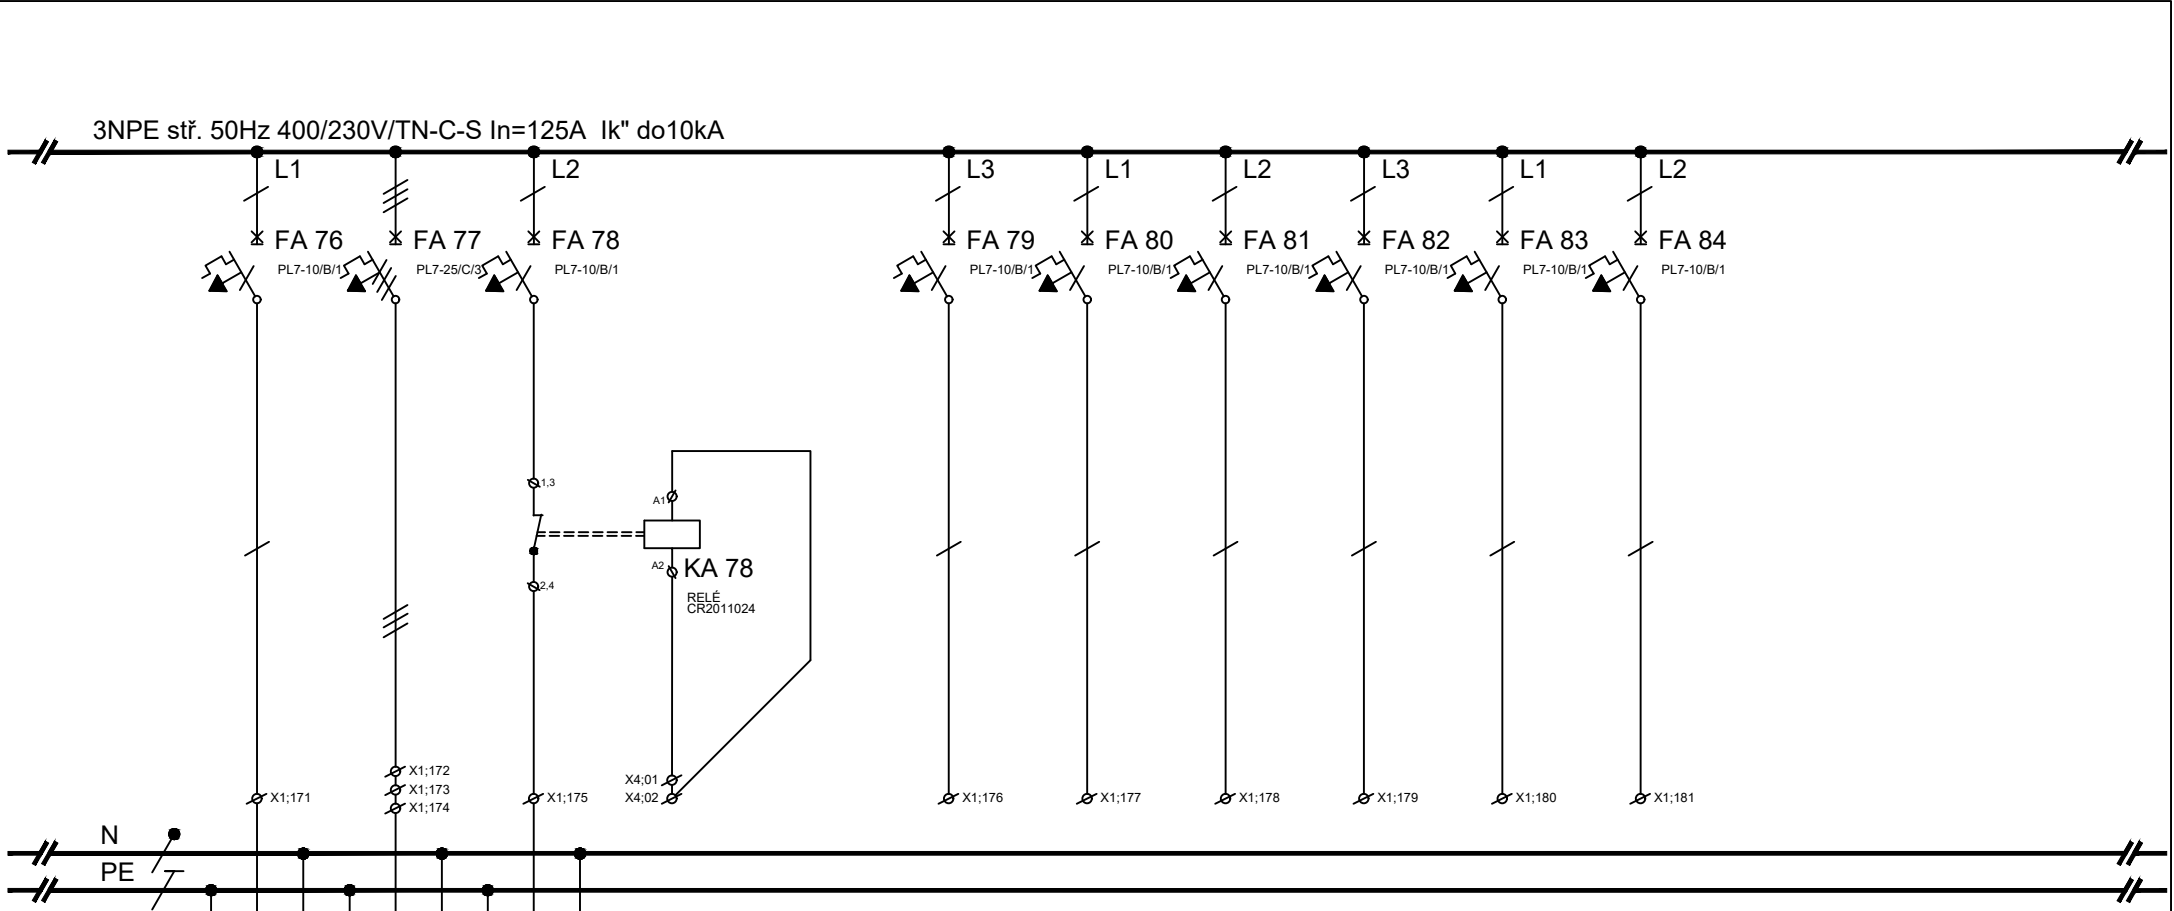 3NPE stř. 50Hz 400/230V/TN-C-S In=125A  Ik" do10kA
L1
L2
L3
L1
L2
L3
L1
L2
FA 76
FA 77
FA 78
FA 79
FA 80
FA 81
FA 82
FA 83
FA 84
PL7-10/B/1
PL7-25/C/3
PL7-10/B/1
PL7-10/B/1
PL7-10/B/1
PL7-10/B/1
PL7-10/B/1
PL7-10/B/1
PL7-10/B/1
1,3
A1
A2
KA 78
2,4
RELÉ
CR2011024
X1;172
X1;173
X1;174
X4;01
X4;02
X1;171
X1;175
X1;176
X1;177
X1;178
X1;179
X1;180
X1;181
N
PE